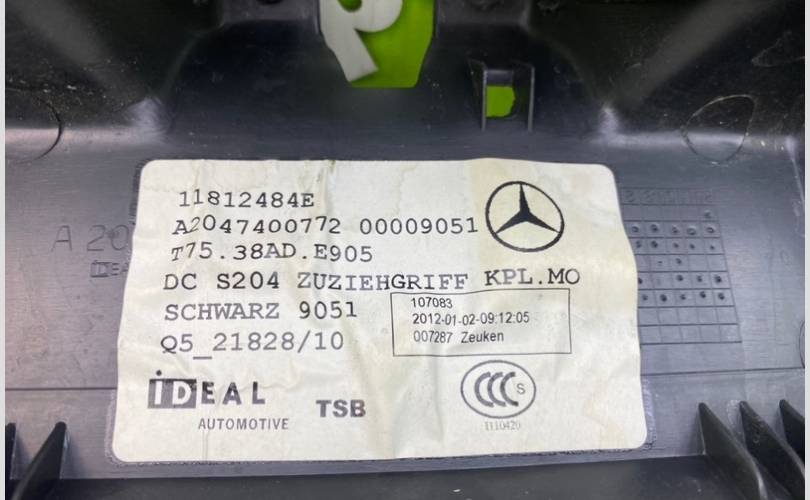 11812484E
A2047400772 00009051
T75.38AD.E905
DC S204 ZUZIEHGRIFF KPL.MO
SCHWARZ 9051
107083
2012-01-02-09:12:05
007287 Zeuken
Q5_21828/10
iDEAL
AUTOMOTIVE
TSB
CCC S
A 20